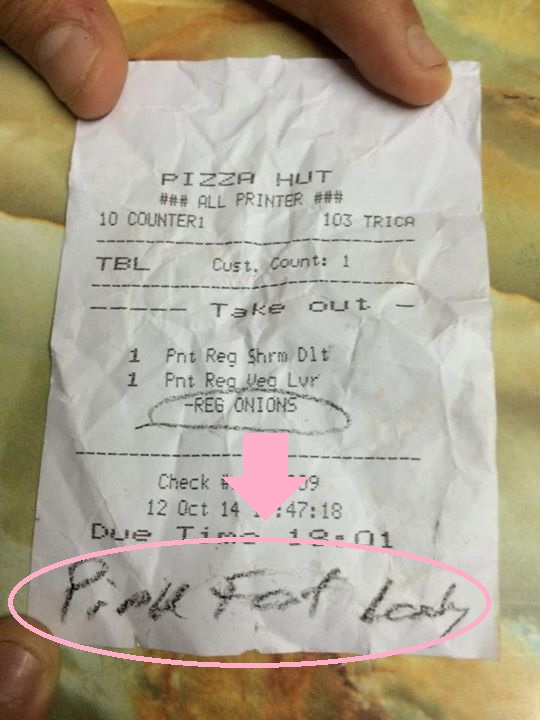 PIZZA HUT
### ALL PRINTER ###
10 COUNTER1 103 TRICA
TBL Cust. Count: 1
----- Take out -
1 Pnt Reg Shrm Dlt
1 Pnt Reg Veg Lvr
-REG ONIONS
Check #
12 Oct 14 :47:18
Due Time 18:01
Pink Fat Lady